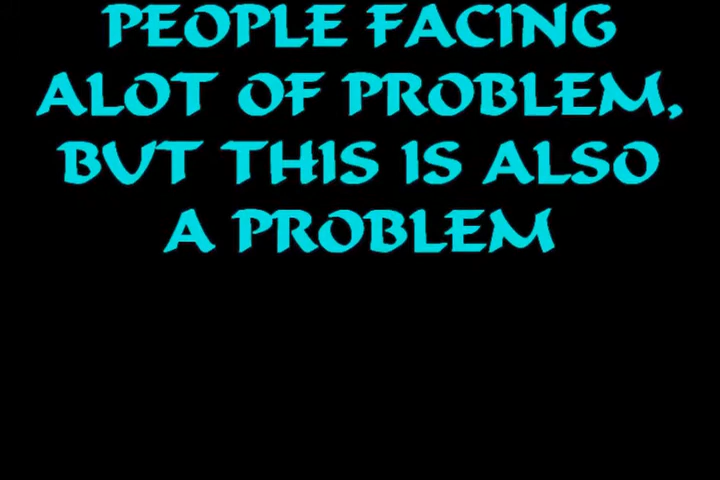 PEOPLE FACING
ALOT OF PROBLEM,
BUT THIS IS ALSO
A PROBLEM